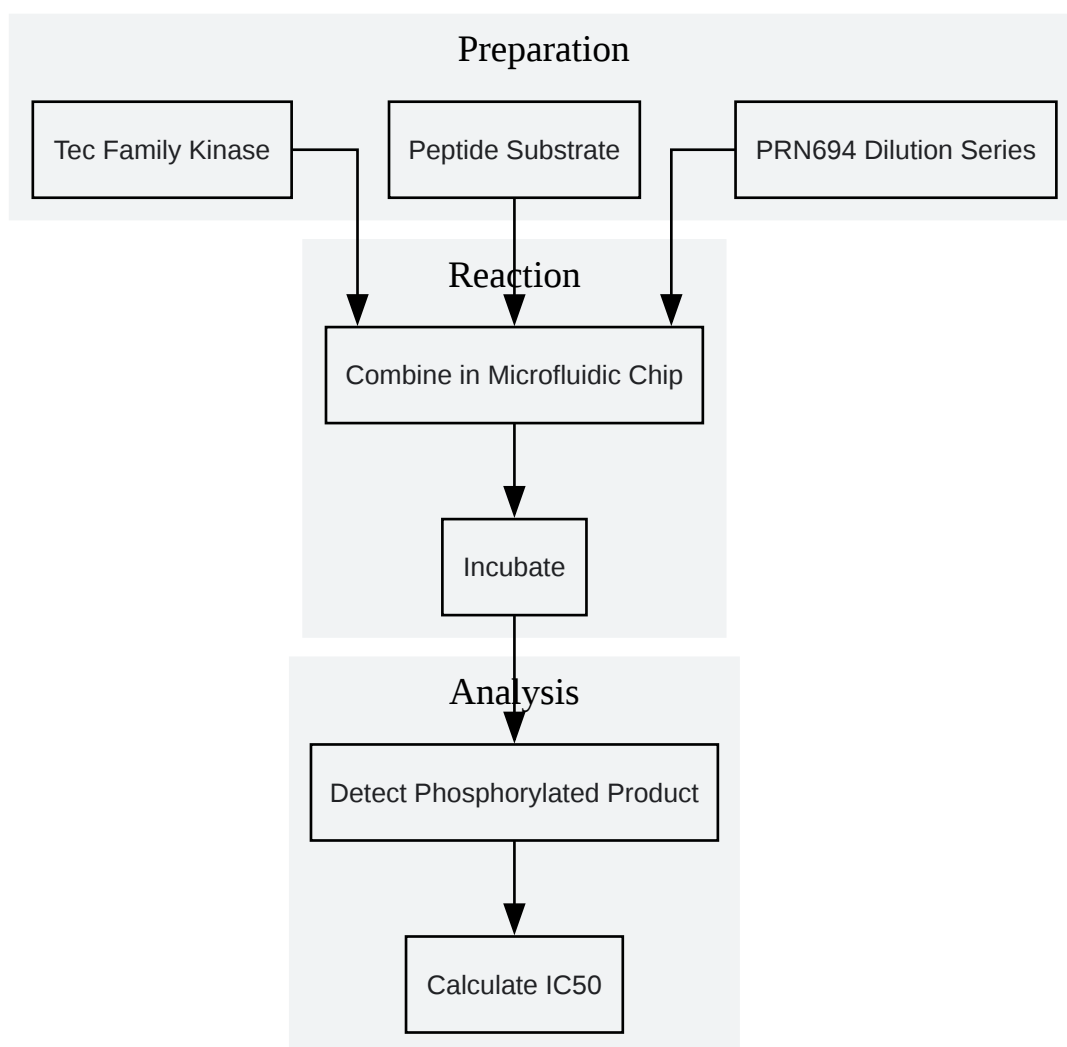 Preparation
Tec Family Kinase
Peptide Substrate
PRN694 Dilution Series
Reaction
Combine in Microfluidic Chip
Incubate
Analysis
Detect Phosphorylated Product
Calculate IC50